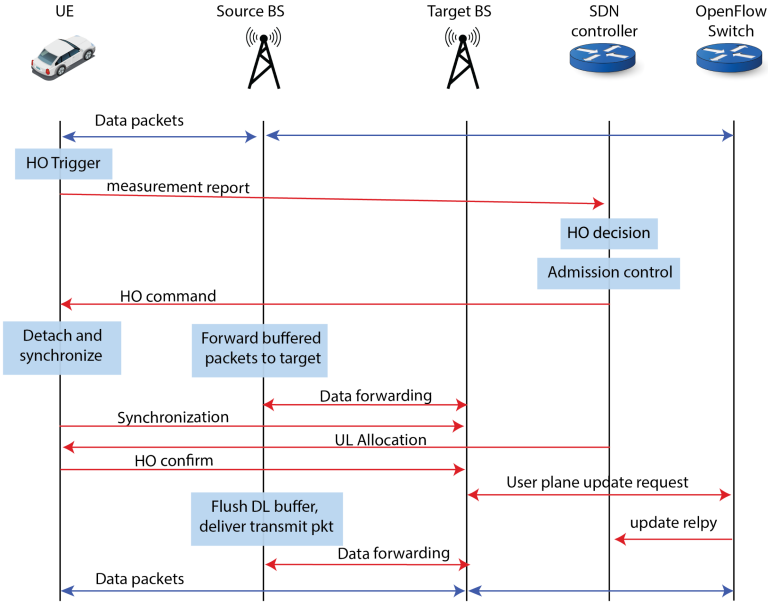 UE
Source BS
Target BS
SDN
controller
OpenFlow
Switch
Data packets
HO Trigger
measurement report
HO decision
Admission control
HO command
Detach and
synchronize
Forward buffered
packets to target
Data forwarding
Synchronization
UL Allocation
HO confirm
User plane update request
Flush DL buffer,
deliver transmit pkt
update relpy
Data forwarding
Data packets